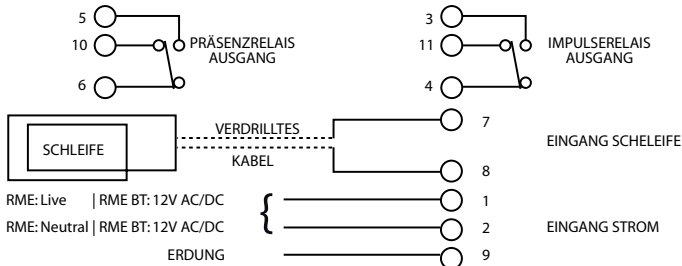 5
10
6
PRÄSENZRELAIS
AUSGANG
3
11
4
IMPULSERELAIS
AUSGANG
SCHLEIFE
VERDRILLTES
KABEL
7
8
EINGANG SCHELEIFE
RME: Live | RME BT: 12V AC/DC
RME: Neutral | RME BT: 12V AC/DC
ERDUNG
1
2
9
EINGANG STROM